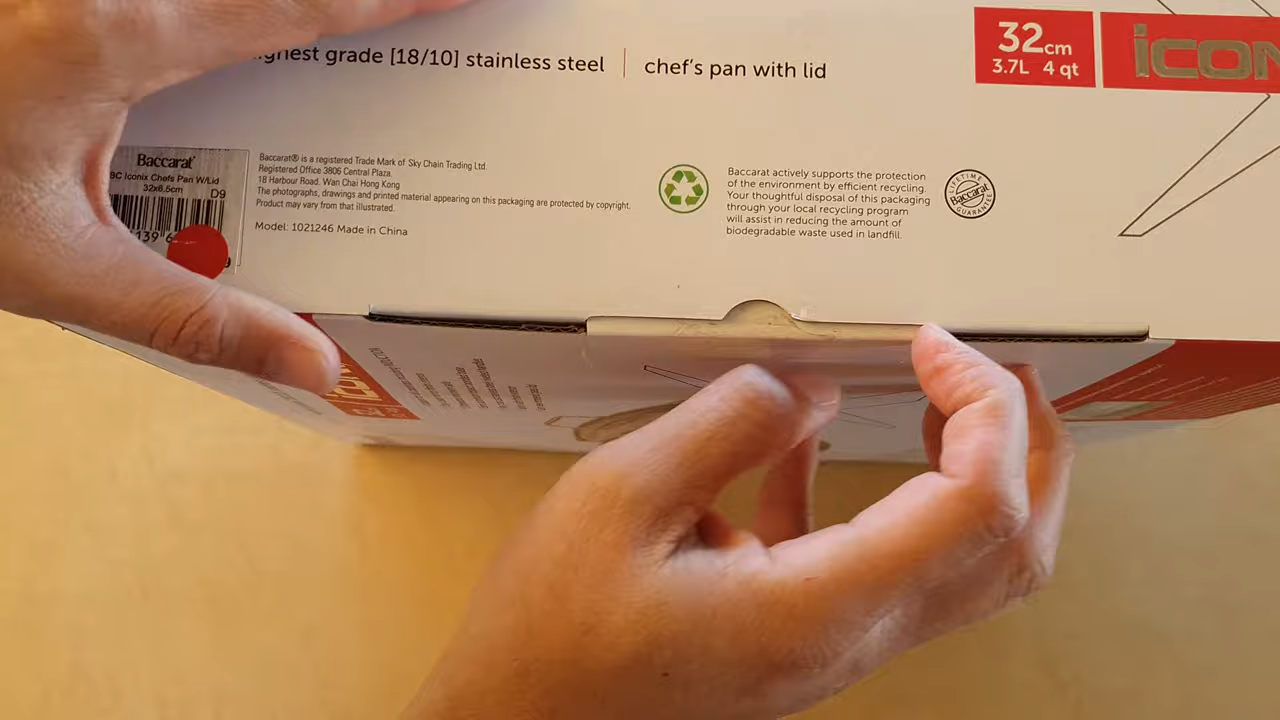 grade [18/10] stainless steel
chef's pan with lid
32cm
3.7L 4 qt
Baccarat
BC Iconix Chefs Pan W/Lid
32x8.5cm
D9
139
Baccarat® is a registered Trade Mark of Sky Chain Trading Ltd.
Registered Office 3806 Central Plaza.
18 Harbour Road. Wan Chai Hong Kong
The photographs, drawings and printed material appearing on this packaging are protected by copyright.
Product may vary from that illustrated.
Model: 1021246 Made in China
Baccarat actively supports the protection
of the environment by efficient recycling.
Your thoughtful disposal of this packaging
through your local recycling program
will assist in reducing the amount of
biodegradable waste used in landfill.
LIFETIME
Baccarat
GUARANTEE